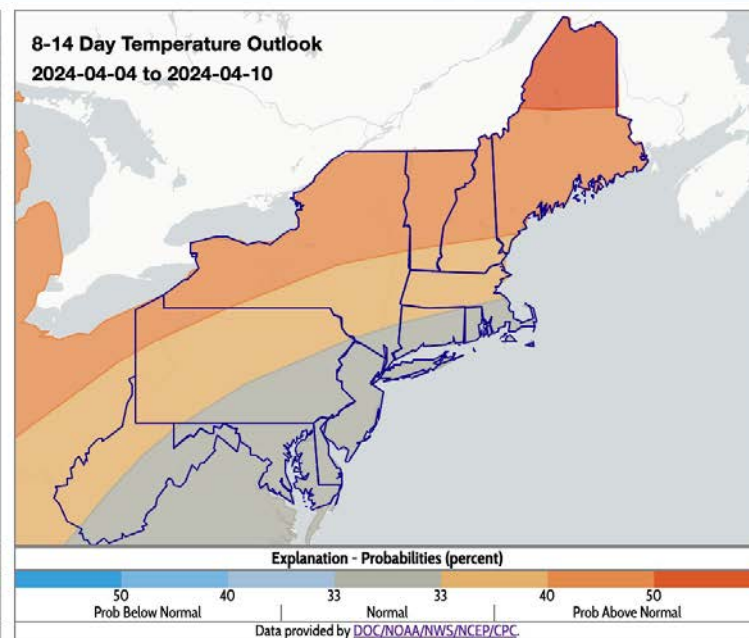 8-14 Day Temperature Outlook
2024-04-04 to 2024-04-10
Explanation - Probabilities (percent)
50 40 33 33 40 50
Prob Below Normal | Normal | Prob Above Normal
Data provided by DOC/NOAA/NWS/NCEP/CPC.